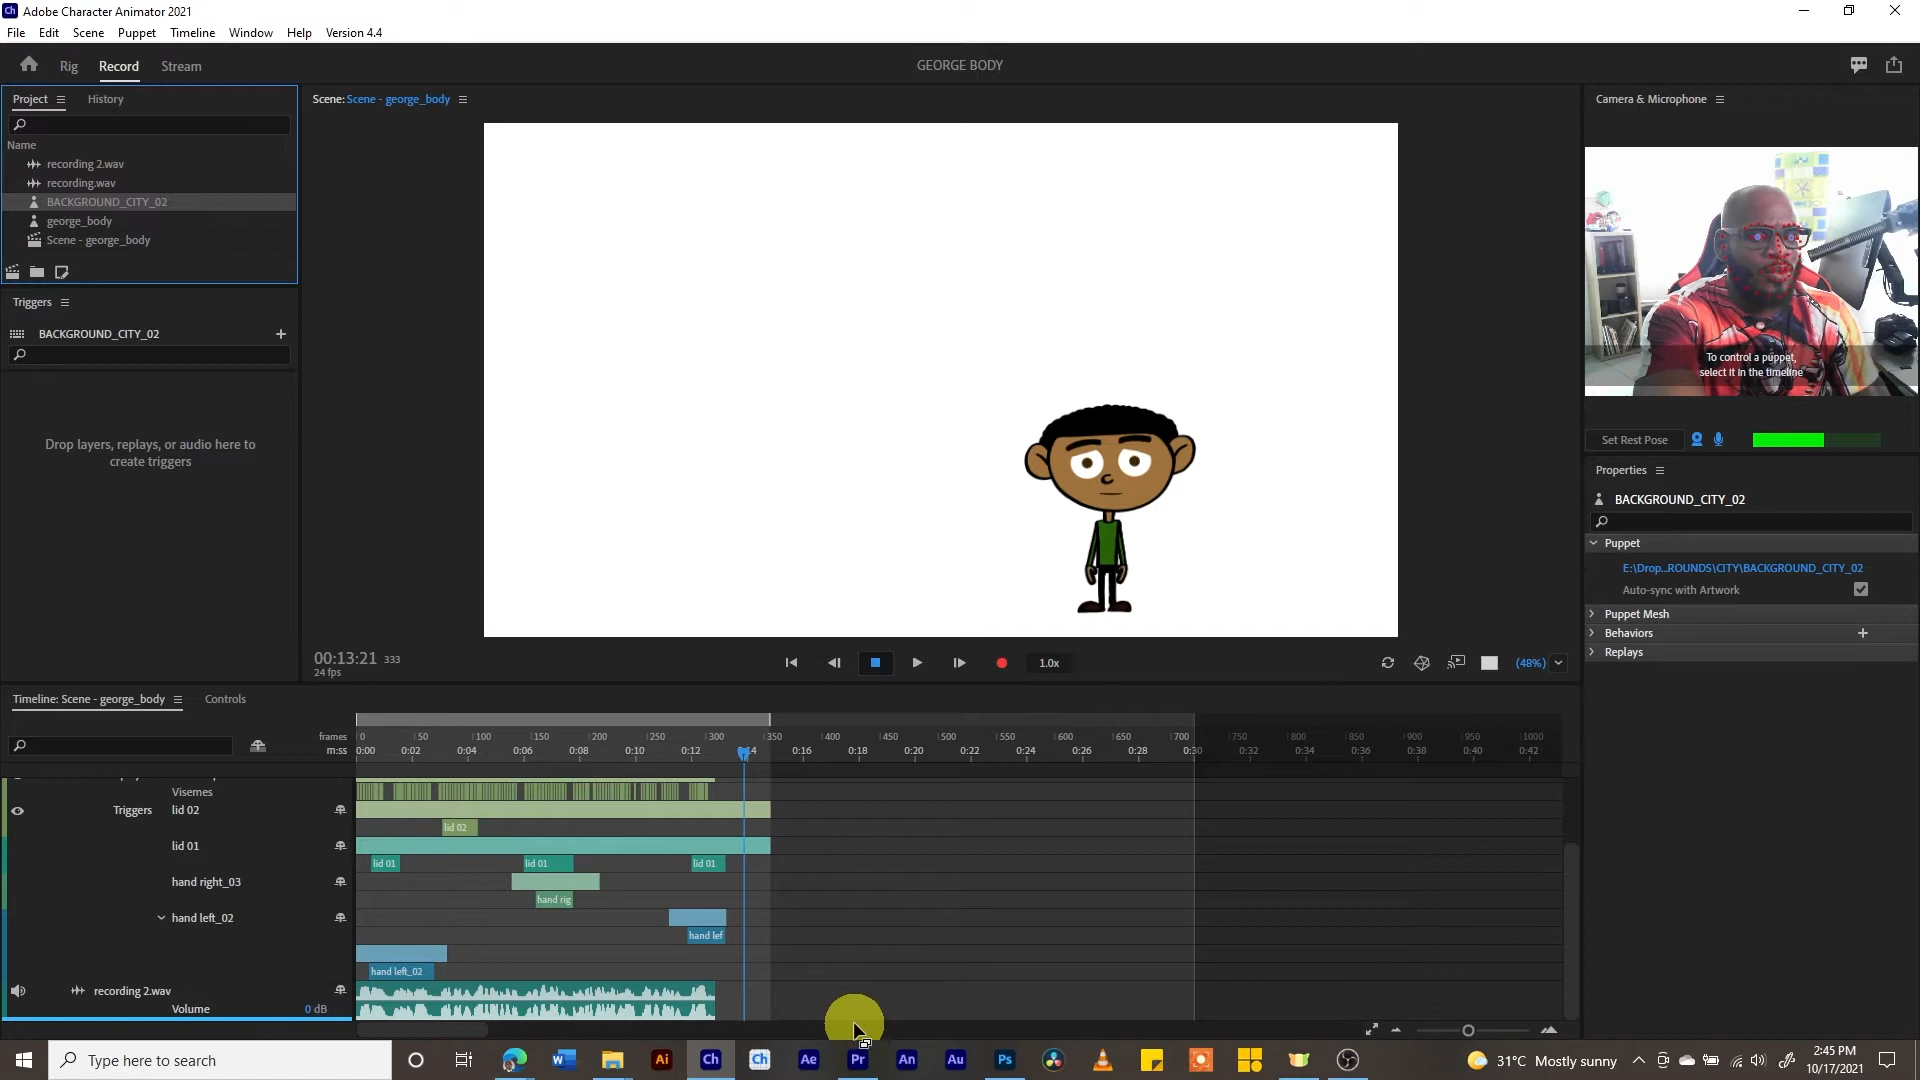 Ch Adobe Character Animator 2021
File Edit Scene Puppet Timeline Window Help Version 4.4
Rig Record Stream GEORGE BODY
Project History
Name
recording 2.wav
recording.wav
BACKGROUND_CITY_02
george_body
Scene - george_body
Triggers
BACKGROUND_CITY_02
Drop layers, replays, or audio here to
create triggers
Scene: Scene - george_body
00:13:21 333
24 fps
1.0x
(48%)
Camera & Microphone
To control a puppet,
select it in the timeline
Set Rest Pose
Properties
BACKGROUND_CITY_02
Puppet
E:\Drop...ROUNDS\CITY\BACKGROUND_CITY_02
Auto-sync with Artwork
Puppet Mesh
Behaviors
Replays
Timeline: Scene - george_body Controls
frames 0 50 100 150 200 250 300 350 400 450 500 550 600 650 700 750 800 850 900 950 1000
m:ss 0:00 0:02 0:04 0:06 0:08 0:10 0:12 0:14 0:16 0:18 0:20 0:22 0:24 0:26 0:28 0:30 0:32 0:34 0:36 0:38 0:40 0:42
Visemes
Triggers lid 02
lid 02
lid 01
lid 01 lid 01 lid 01
hand right_03
hand rig
hand left_02
hand lef
hand left_02
recording 2.wav
Volume 0 dB
Type here to search
Ai Ch Ch Ae Pr An Au Ps
31°C Mostly sunny
2:45 PM
10/17/2021